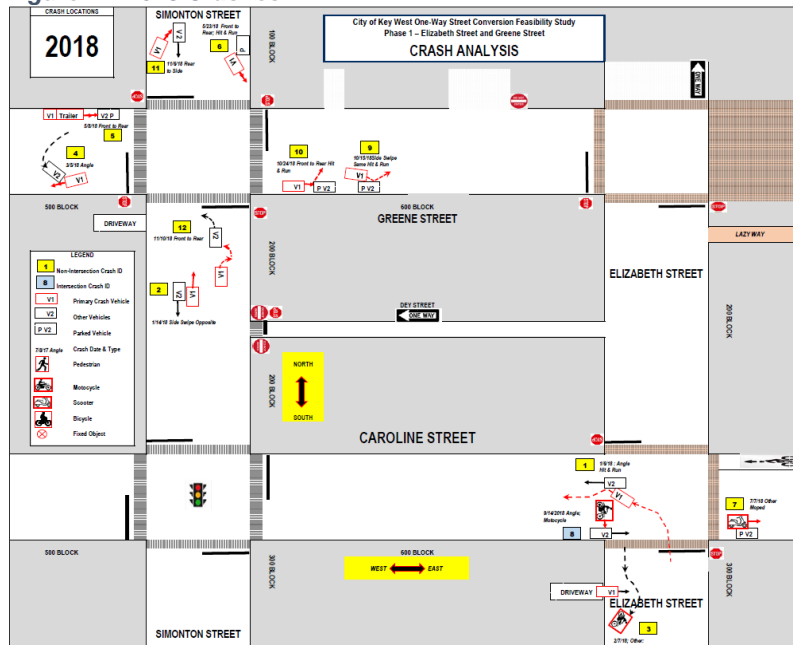 CRASH LOCATIONS
2018
SIMONTON STREET
5/23/18 Front to
Rear; Hit & Run
V2
V1
6
P
V1
11
11/6/18 Rear
to Side
100 BLOCK
City of Key West One-Way Street Conversion Feasibility Study
Phase 1 – Elizabeth Street and Greene Street
CRASH ANALYSIS
ONE WAY
STOP
STOP
V1 Trailer
V2 P
5/8/18 Front to Rear
5
4
3/5/18 Angle
V2
V1
10
10/24/18 Front to Rear Hit
& Run
V1
P V2
9
10/10/18Side Swipe
Same Hit & Run
V1
P V2
500 BLOCK
STOP
DRIVEWAY
STOP
600 BLOCK
GREENE STREET
STOP
STOP
LAZY WAY
12
11/10/18 Front to Rear
V2
V1
2
V2
V1
1/14/18 Side Swipe Opposite
200 BLOCK
ELIZABETH STREET
200 BLOCK
LEGEND
1 Non-Intersection Crash ID
8 Intersection Crash ID
V1 Primary Crash Vehicle
V2 Other Vehicles
P V2 Parked Vehicle
7/9/17 Angle Crash Date & Type
Pedestrian
Motocycle
Scooter
Bicycle
Fixed Object
DEY STREET
ONE WAY
200 BLOCK
NORTH
SOUTH
CAROLINE STREET
STOP
1
1/6/18 ; Angle
Hit & Run
V2
V1
9/14/2018 Angle;
Motocycle
8
V2
7
7/7/18 Other
Moped
P V2
500 BLOCK
300 BLOCK
600 BLOCK
WEST EAST
STOP
300 BLOCK
DRIVEWAY
V1
ELIZABETH STREET
3
2/7/18; Other;
SIMONTON STREET